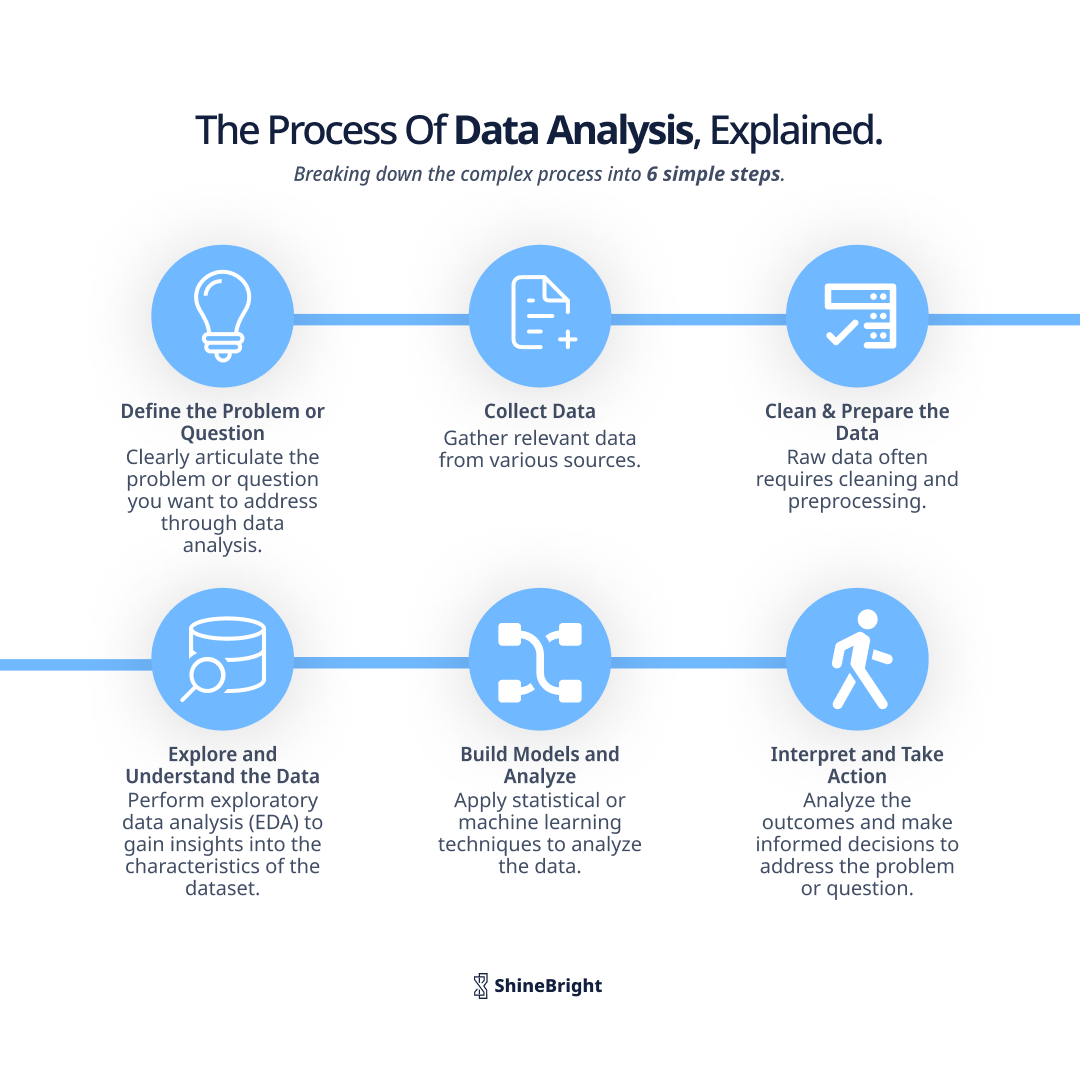 The Process Of Data Analysis, Explained.
Breaking down the complex process into 6 simple steps.
Define the Problem or
Question
Clearly articulate the
problem or question
you want to address
through data
analysis.
Collect Data
Gather relevant data
from various sources.
Clean & Prepare the
Data
Raw data often
requires cleaning and
preprocessing.
Explore and
Understand the Data
Perform exploratory
data analysis (EDA) to
gain insights into the
characteristics of the
dataset.
Build Models and
Analyze
Apply statistical or
machine learning
techniques to analyze
the data.
Interpret and Take
Action
Analyze the
outcomes and make
informed decisions to
address the problem
or question.
ShineBright